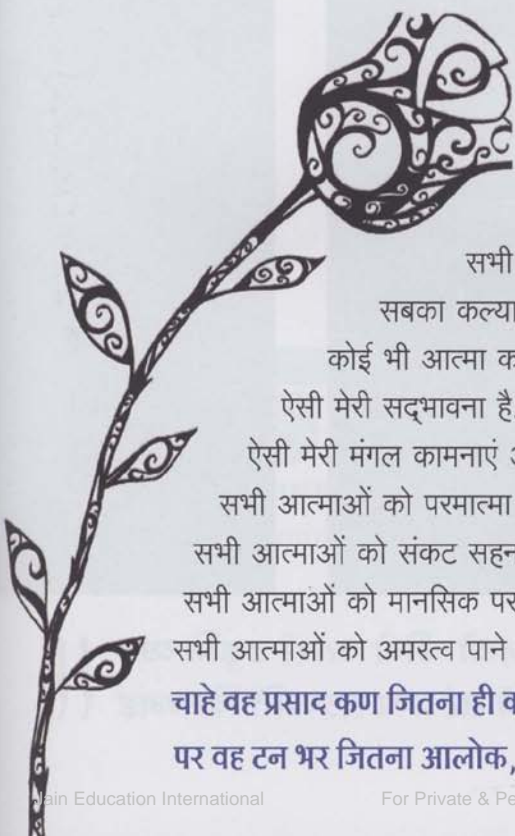 सभी
सबका कल्या
कोई भी आत्मा क
ऐसी मेरी सद्भावना है
ऐसी मेरी मंगल कामनाएं
सभी आत्माओं को परमात्मा
सभी आत्माओं को संकट सहन
सभी आत्माओं को मानसिक पर
सभी आत्माओं को अमरत्व पाने
चाहे वह प्रसाद कण जितना ही क
पर वह टन भर जितना आलोक,
Jain Education International For Private & Pe